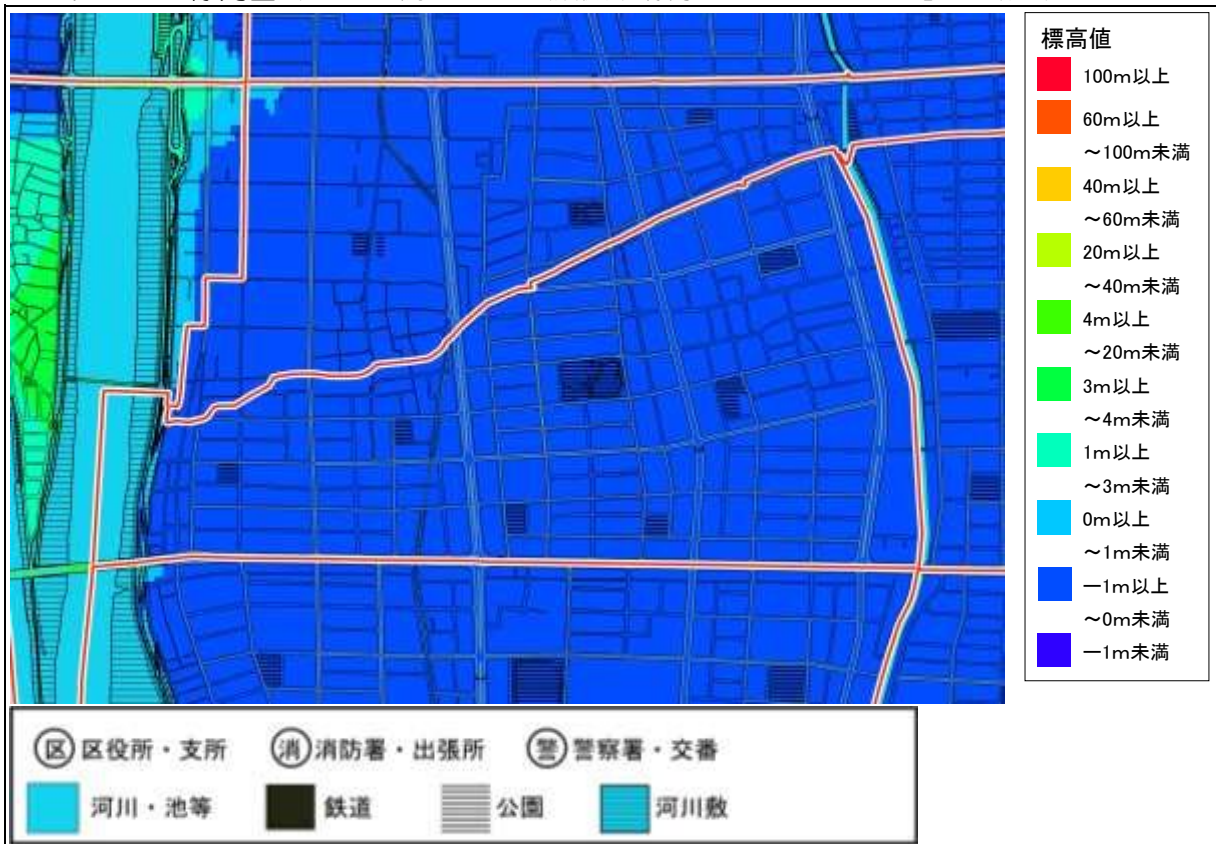 標高値
100m以上
60m以上
~100m未満
40m以上
~60m未満
20m以上
~40m未満
4m以上
~20m未満
3m以上
~4m未満
1m以上
~3m未満
0m以上
~1m未満
ー1m以上
~0m未満
ー1m未満
区 区役所・支所 消 消防署・出張所 警 警察署・交番
河川・池等 鉄道 公園 河川敷